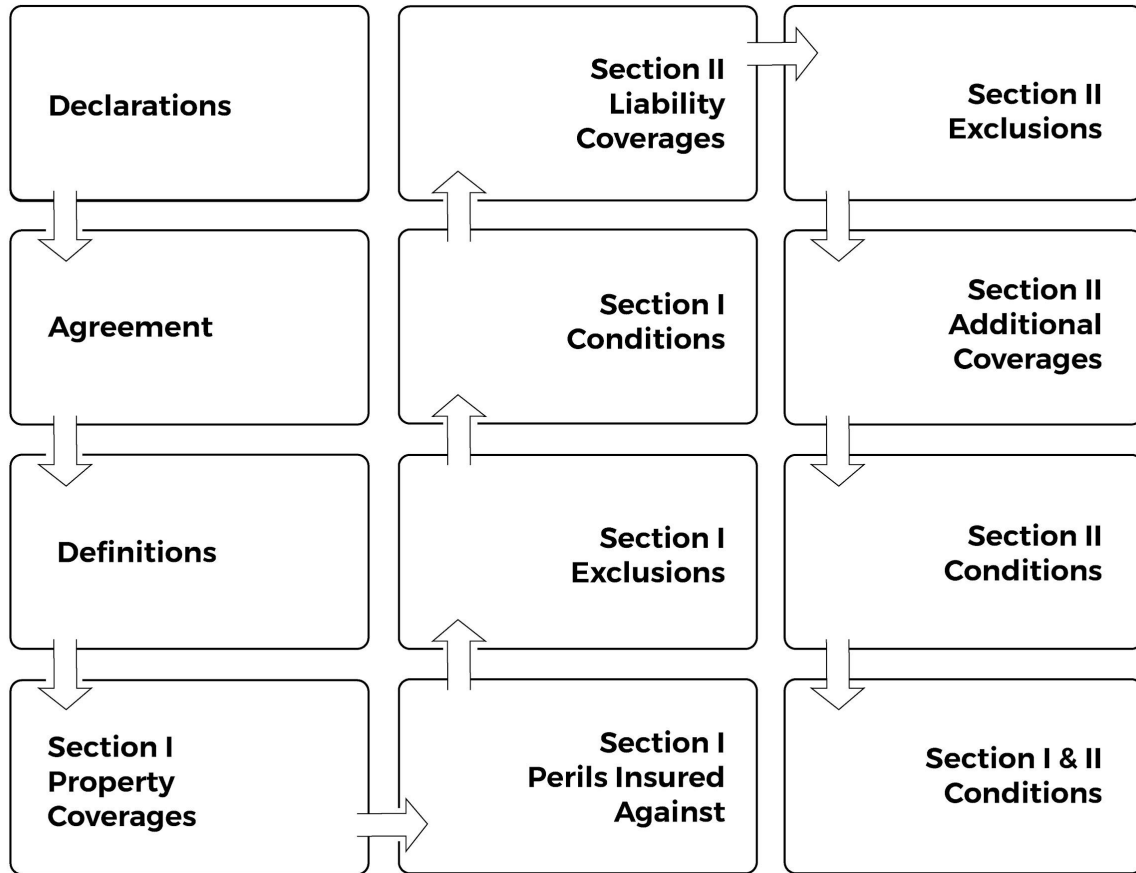 Declarations
Agreement
Definitions
Section I
Property
Coverages
Section I
Perils Insured
Against
Section I
Exclusions
Section I
Conditions
Section II
Liability
Coverages
Section II
Exclusions
Section II
Additional
Coverages
Section II
Conditions
Section I & II
Conditions